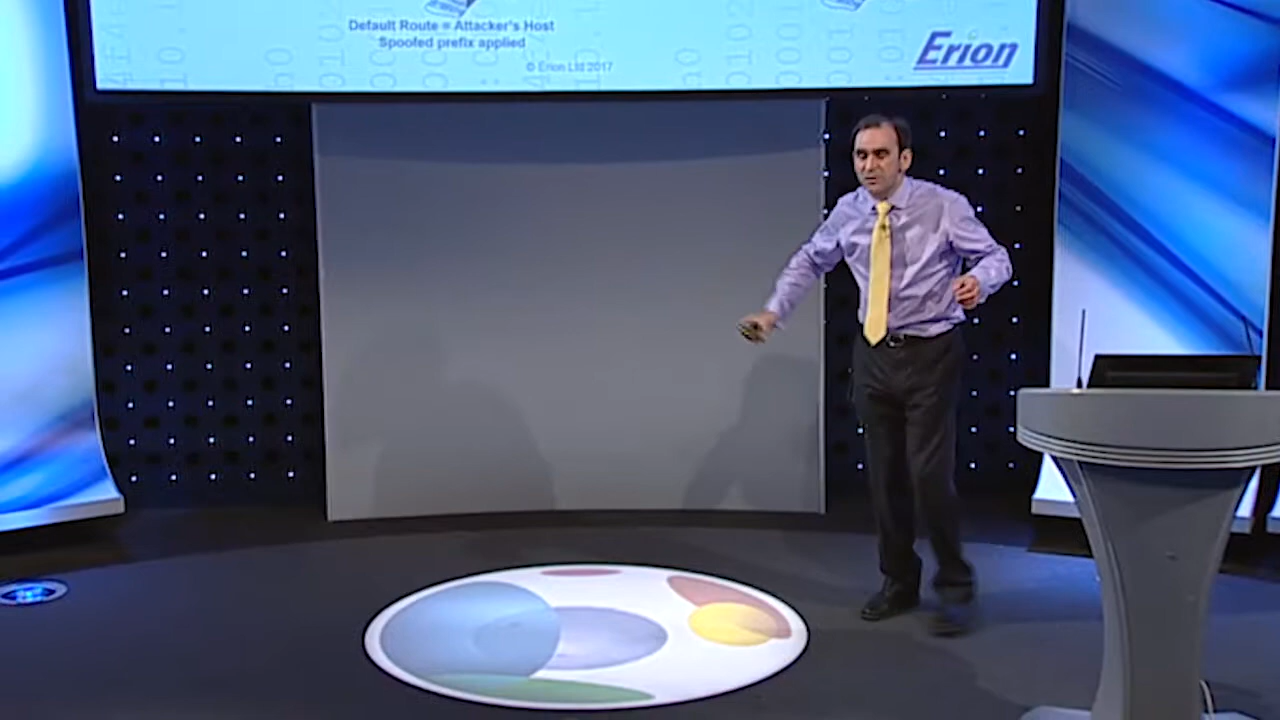 Default Route = Attacker's Host
Spoofed prefix applied
© Erion Ltd 2017
Erion